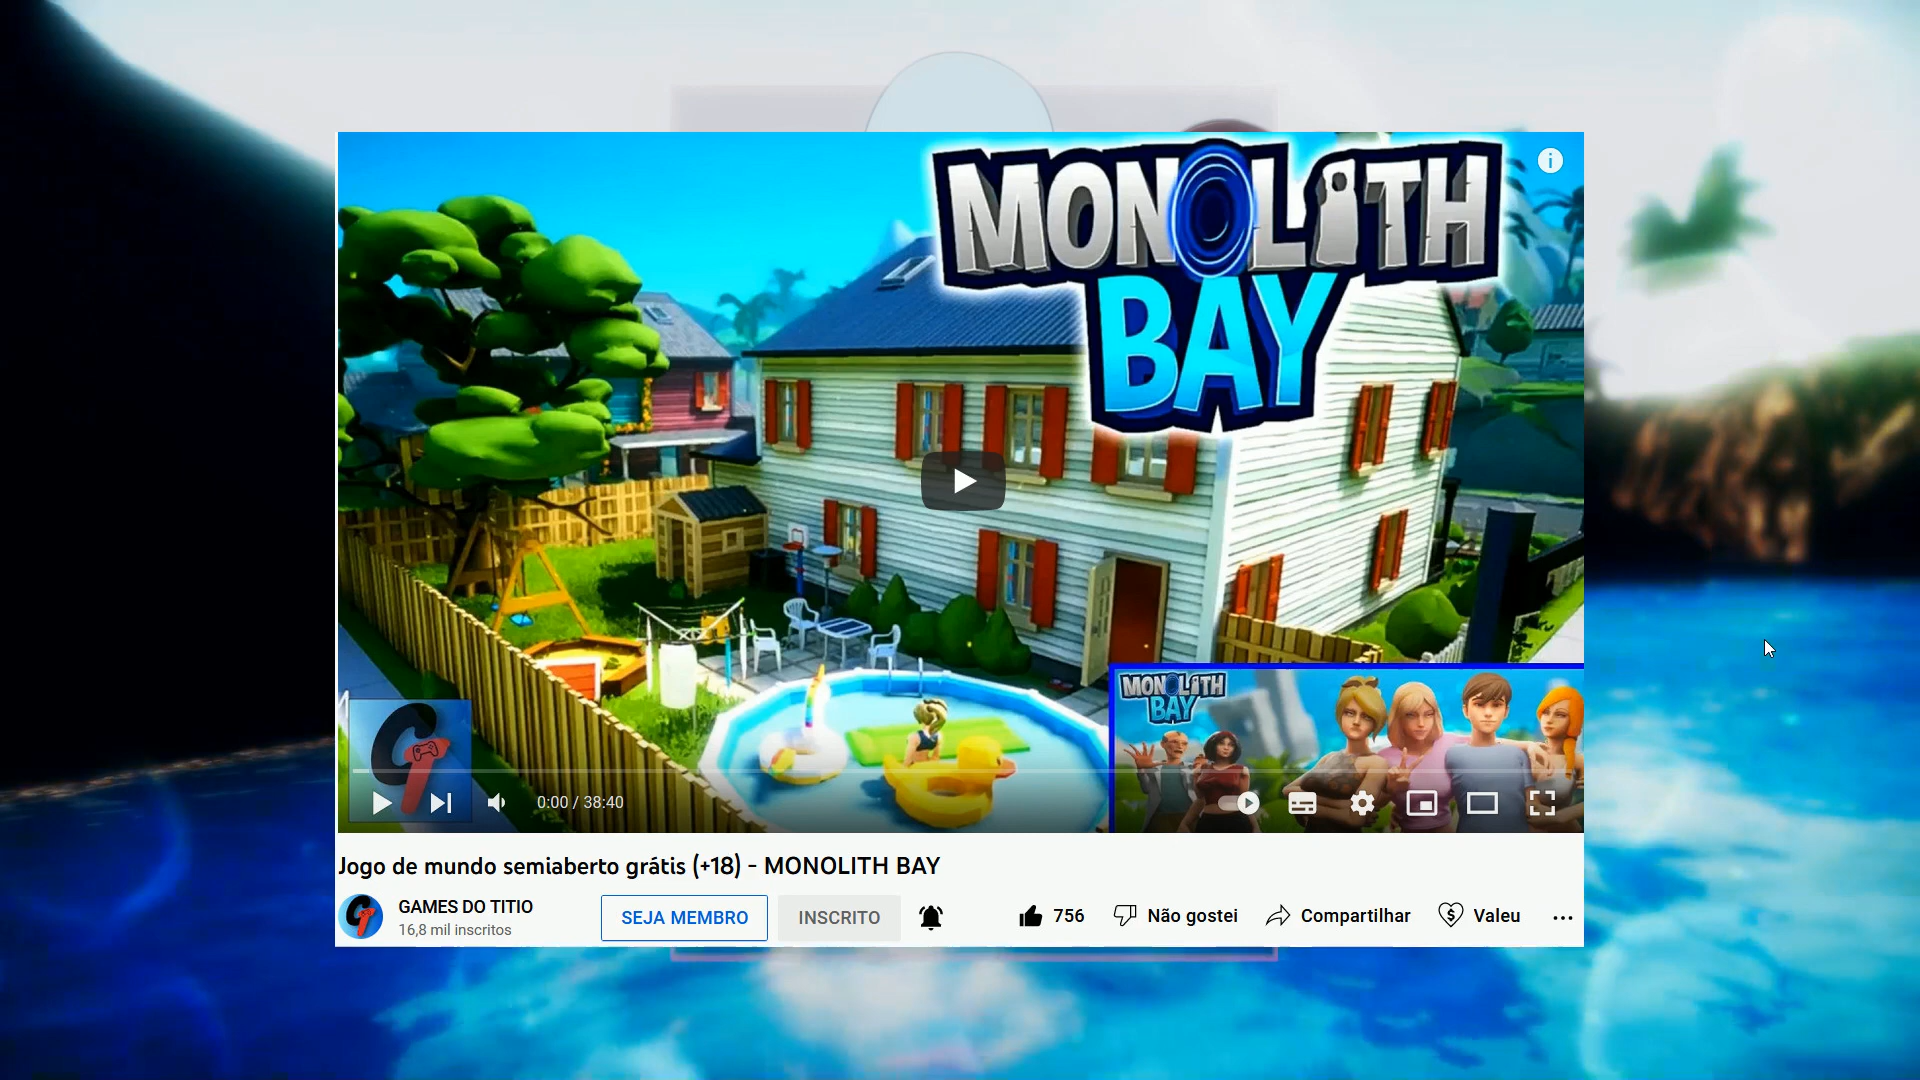 MONOLITH
BAY
MONOLITH
BAY
0:00 / 38:40
Jogo de mundo semiaberto grátis (+18) - MONOLITH BAY
GAMES DO TITIO
16,8 mil inscritos
SEJA MEMBRO
INSCRITO
756
Não gostei
Compartilhar
Valeu